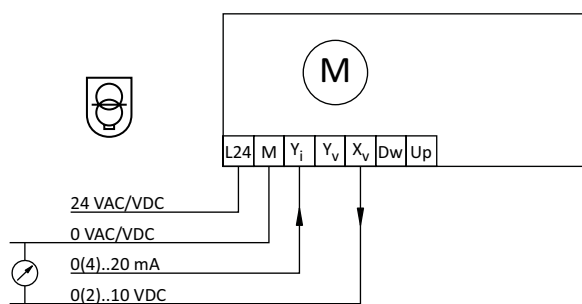 M
L24 M Yi Yv Xv Dw Up
24 VAC/VDC
0 VAC/VDC
0(4)..20 mA
0(2)..10 VDC